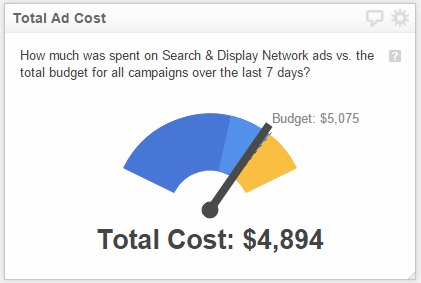 Total Ad Cost
How much was spent on Search & Display Network ads vs. the
total budget for all campaigns over the last 7 days?
?
Budget: $5,075
Total Cost: $4,894